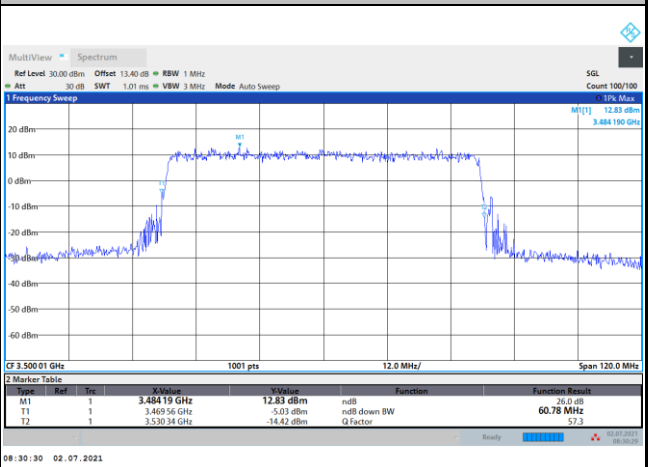 MultiView Spectrum
Ref Level 30.00 dBm Offset 13.40 dB RBW 1 MHz SGL
Att 30 dB SWT 1.01 ms VBW 3 MHz Mode Auto Sweep Count 100/100
1 Frequency Sweep 1Pk Max
M1[1] 12.83 dBm
3.484 190 GHz
M1
20 dBm
10 dBm
0 dBm
T1
-10 dBm
T2
-20 dBm
-30 dBm
-40 dBm
-50 dBm
-60 dBm
CF 3.500 01 GHz 1001 pts 12.0 MHz/ Span 120.0 MHz
2 Marker Table
Type Ref Trc X-Value Y-Value Function Function Result
M1 1 3.484 19 GHz 12.83 dBm ndB 26.0 dB
T1 1 3.469 56 GHz -5.03 dBm ndB down BW 60.78 MHz
T2 1 3.530 34 GHz -14.42 dBm Q Factor 57.3
Ready 02.07.2021
08:30:29
08:30:30 02.07.2021